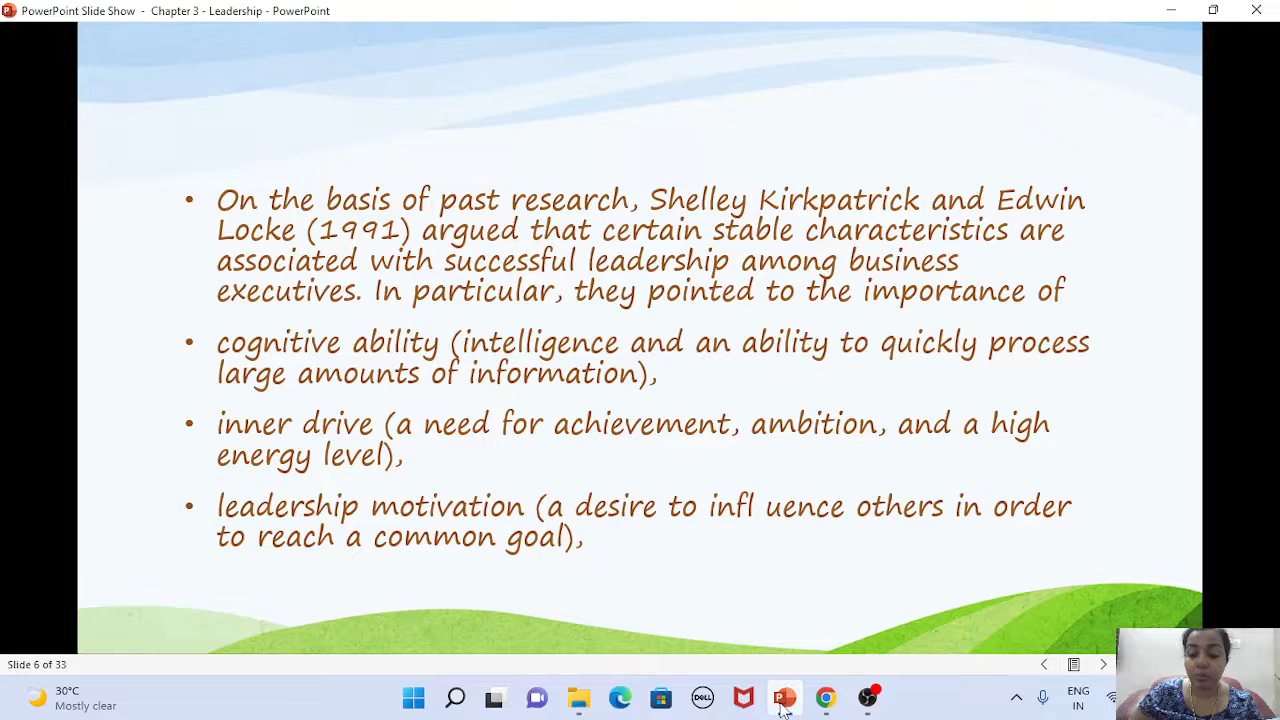 PowerPoint Slide Show - Chapter 3 - Leadership - PowerPoint
• On the basis of past research, Shelley Kirkpatrick and Edwin
Locke (1991) argued that certain stable characteristics are
associated with successful leadership among business
executives. In particular, they pointed to the importance of
• cognitive ability (intelligence and an ability to quickly process
large amounts of information),
• inner drive (a need for achievement, ambition, and a high
energy level),
• leadership motivation (a desire to infl uence others in order
to reach a common goal),
Slide 6 of 33
30°C
Mostly clear
DELL
ENG
IN